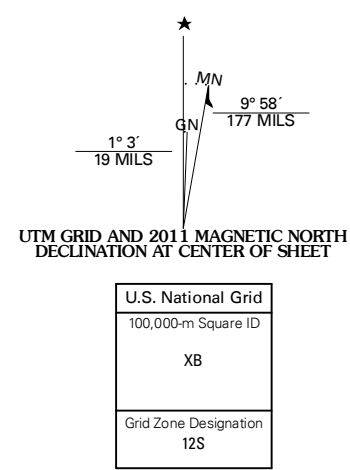 MN
GN
9° 58´
177 MILS
1° 3´
19 MILS
UTM GRID AND 2011 MAGNETIC NORTH
DECLINATION AT CENTER OF SHEET
U.S. National Grid
100,000-m Square ID
XB
Grid Zone Designation
12S